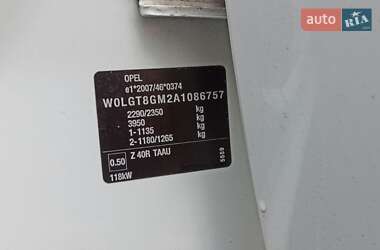 auto RIA
OPEL
e1*2007/46*0374
W0LGT8GM2A1086757
2290/2350 kg
3950 kg
1-1135 kg
2-1180/1265 kg
0.50 Z 40R TAAU
118kW
5559